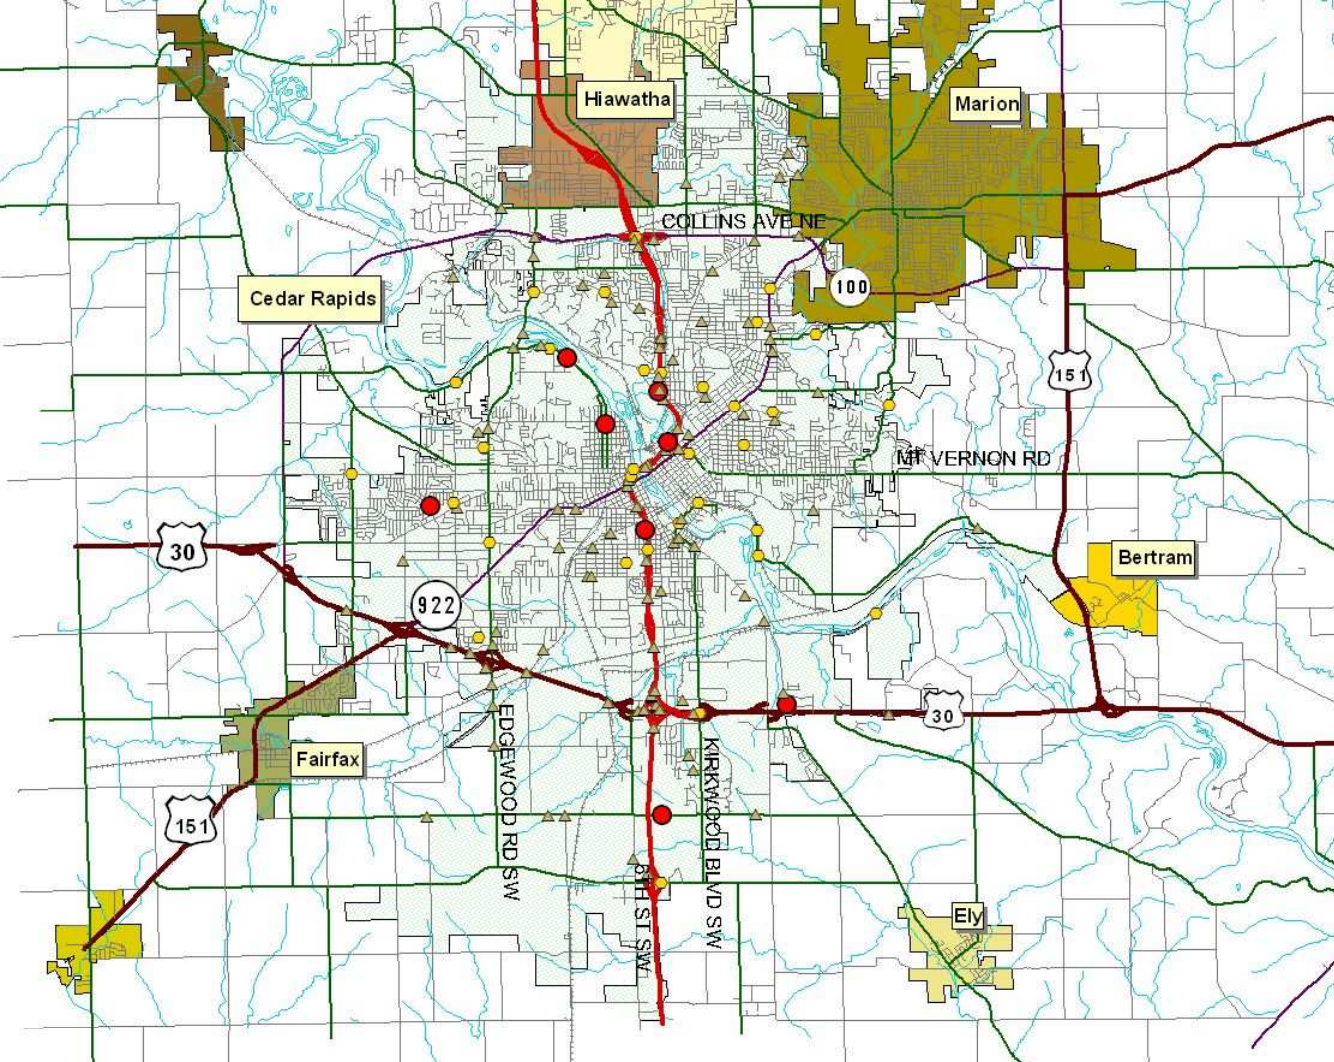 Hiawatha
Marion
COLLINS AVE NE
Cedar Rapids
100
151
MT VERNON RD
30
Bertram
922
30
Fairfax
EDGEWOOD RD SW
KIRKWOOD BLVD SW
151
6TH ST SW
Ely